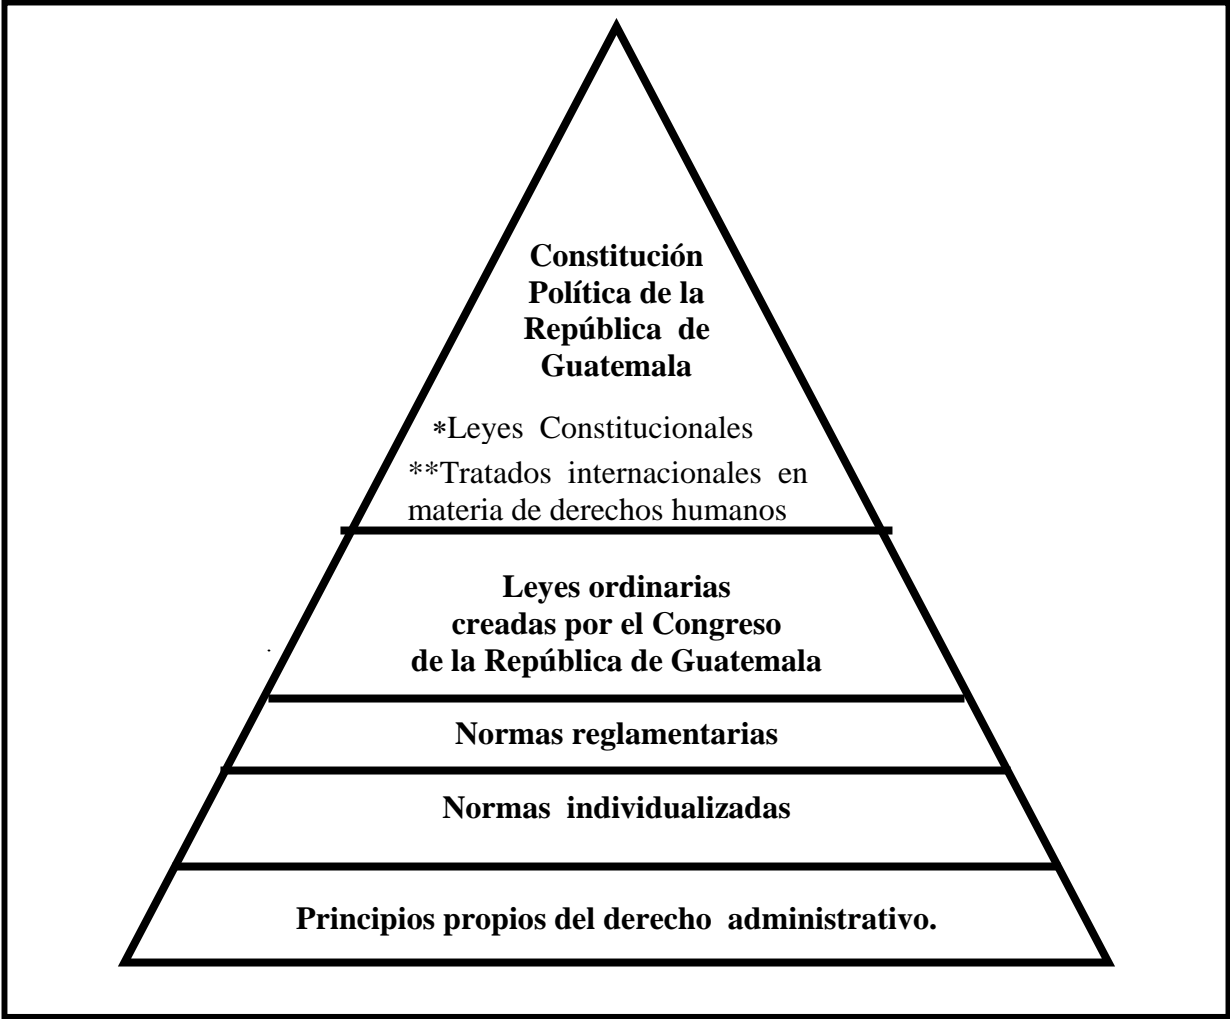 Constitución
Política de la
República de
Guatemala
*Leyes Constitucionales
**Tratados internacionales en
materia de derechos humanos
Leyes ordinarias
creadas por el Congreso
de la República de Guatemala
Normas reglamentarias
Normas individualizadas
Principios propios del derecho administrativo.